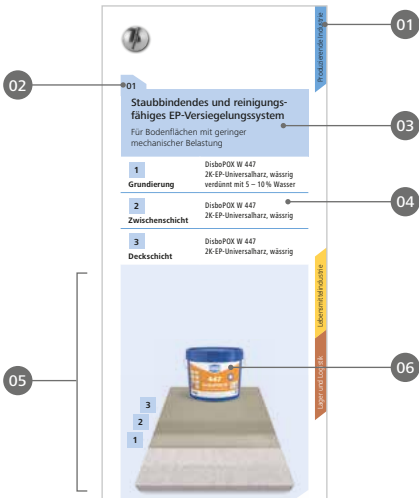 01
Produzierende Industrie
02
01
Staubbindendes und reinigungs-
fähiges EP-Versiegelungssystem
03
Für Bodenflächen mit geringer
mechanischer Belastung
1
Grundierung
DisboPOX W 447
2K-EP-Universalharz, wässrig
verdünnt mit 5 – 10 % Wasser
2
Zwischenschicht
DisboPOX W 447
2K-EP-Universalharz, wässrig
04
3
Deckschicht
DisboPOX W 447
2K-EP-Universalharz, wässrig
Lebensmittelindustrie
Lager und Logistik
05
06
447
3
2
1